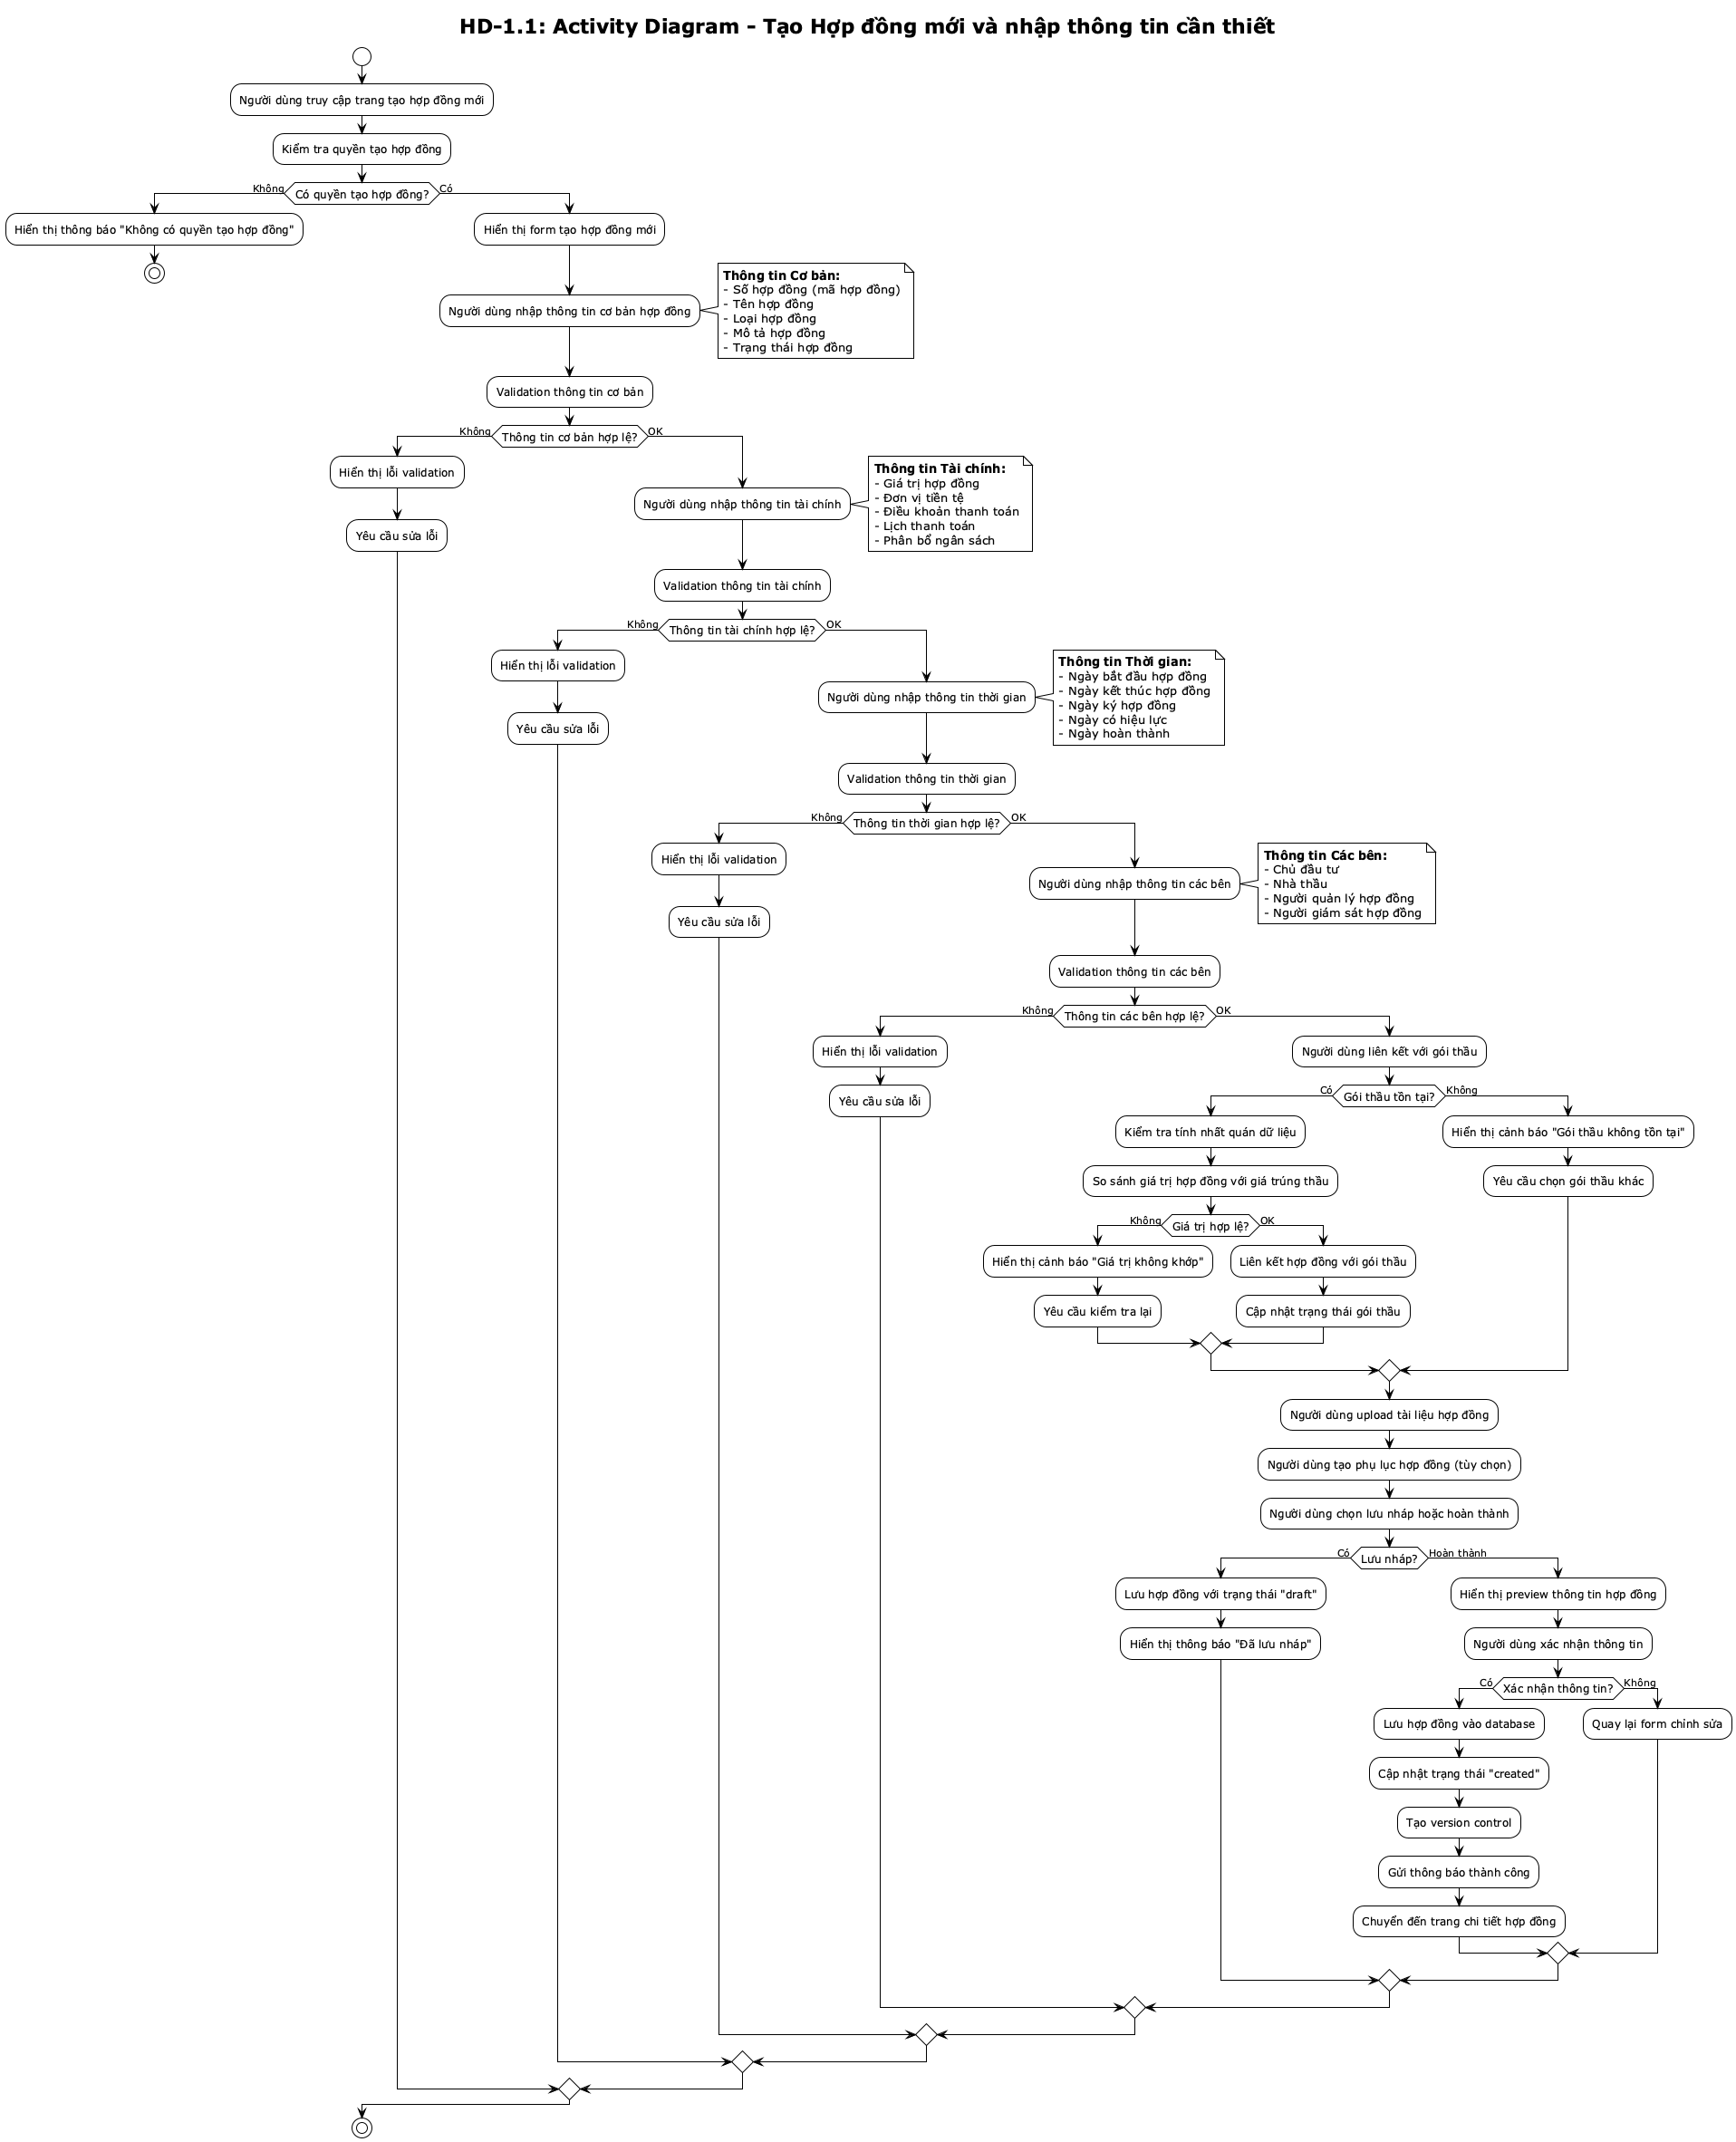 HD-1.1: Activity Diagram - Tạo Hợp đồng mới và nhập thông tin cần thiết
Người dùng truy cập trang tạo hợp đồng mới
Kiểm tra quyền tạo hợp đồng
Không
Có quyền tạo hợp đồng?
Có
Hiển thị thông báo "Không có quyền tạo hợp đồng"
Hiển thị form tạo hợp đồng mới
Người dùng nhập thông tin cơ bản hợp đồng
Thông tin Cơ bản:
- Số hợp đồng (mã hợp đồng)
- Tên hợp đồng
- Loại hợp đồng
- Mô tả hợp đồng
- Trạng thái hợp đồng
Validation thông tin cơ bản
Không
Thông tin cơ bản hợp lệ?
OK
Hiển thị lỗi validation
Yêu cầu sửa lỗi
Người dùng nhập thông tin tài chính
Thông tin Tài chính:
- Giá trị hợp đồng
- Đơn vị tiền tệ
- Điều khoản thanh toán
- Lịch thanh toán
- Phân bổ ngân sách
Validation thông tin tài chính
Không
Thông tin tài chính hợp lệ?
OK
Hiển thị lỗi validation
Yêu cầu sửa lỗi
Người dùng nhập thông tin thời gian
Thông tin Thời gian:
- Ngày bắt đầu hợp đồng
- Ngày kết thúc hợp đồng
- Ngày ký hợp đồng
- Ngày có hiệu lực
- Ngày hoàn thành
Validation thông tin thời gian
Không
Thông tin thời gian hợp lệ?
OK
Hiển thị lỗi validation
Yêu cầu sửa lỗi
Người dùng nhập thông tin các bên
Thông tin Các bên:
- Chủ đầu tư
- Nhà thầu
- Người quản lý hợp đồng
- Người giám sát hợp đồng
Validation thông tin các bên
Không
Thông tin các bên hợp lệ?
OK
Hiển thị lỗi validation
Yêu cầu sửa lỗi
Người dùng liên kết với gói thầu
Có
Gói thầu tồn tại?
Không
Kiểm tra tính nhất quán dữ liệu
Hiển thị cảnh báo "Gói thầu không tồn tại"
So sánh giá trị hợp đồng với giá trúng thầu
Yêu cầu chọn gói thầu khác
Không
Giá trị hợp lệ?
OK
Hiển thị cảnh báo "Giá trị không khớp"
Liên kết hợp đồng với gói thầu
Yêu cầu kiểm tra lại
Cập nhật trạng thái gói thầu
Người dùng upload tài liệu hợp đồng
Người dùng tạo phụ lục hợp đồng (tùy chọn)
Người dùng chọn lưu nháp hoặc hoàn thành
Có
Lưu nháp?
Hoàn thành
Lưu hợp đồng với trạng thái "draft"
Hiển thị preview thông tin hợp đồng
Hiển thị thông báo "Đã lưu nháp"
Người dùng xác nhận thông tin
Có
Xác nhận thông tin?
Không
Lưu hợp đồng vào database
Quay lại form chỉnh sửa
Cập nhật trạng thái "created"
Tạo version control
Gửi thông báo thành công
Chuyển đến trang chi tiết hợp đồng